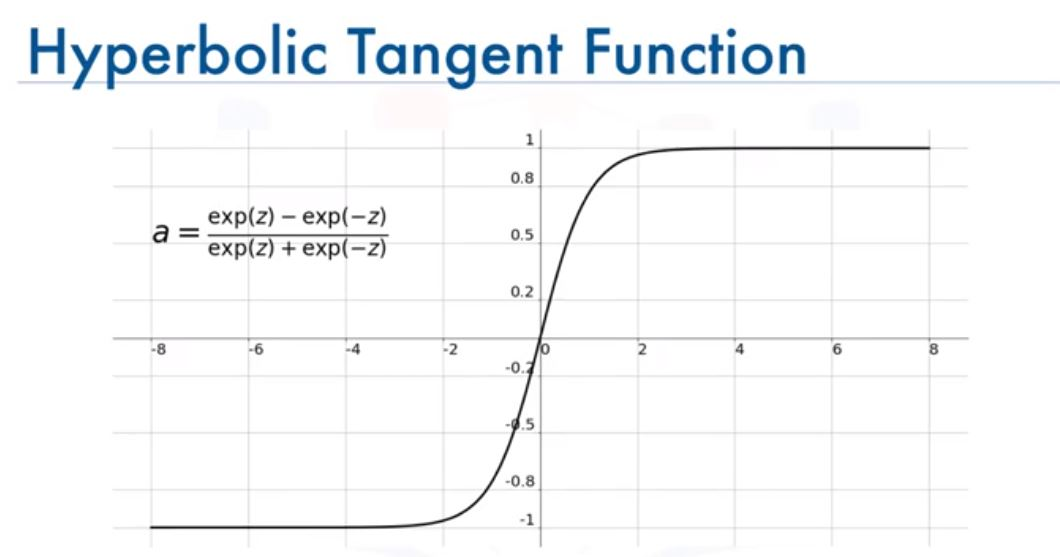 Hyperbolic Tangent Function
1
0.8
a = exp(z) − exp(−z)
exp(z) + exp(−z)
0.5
0.2
-8 -6 -4 -2 0 2 4 6 8
-0.2
-0.5
-0.8
-1